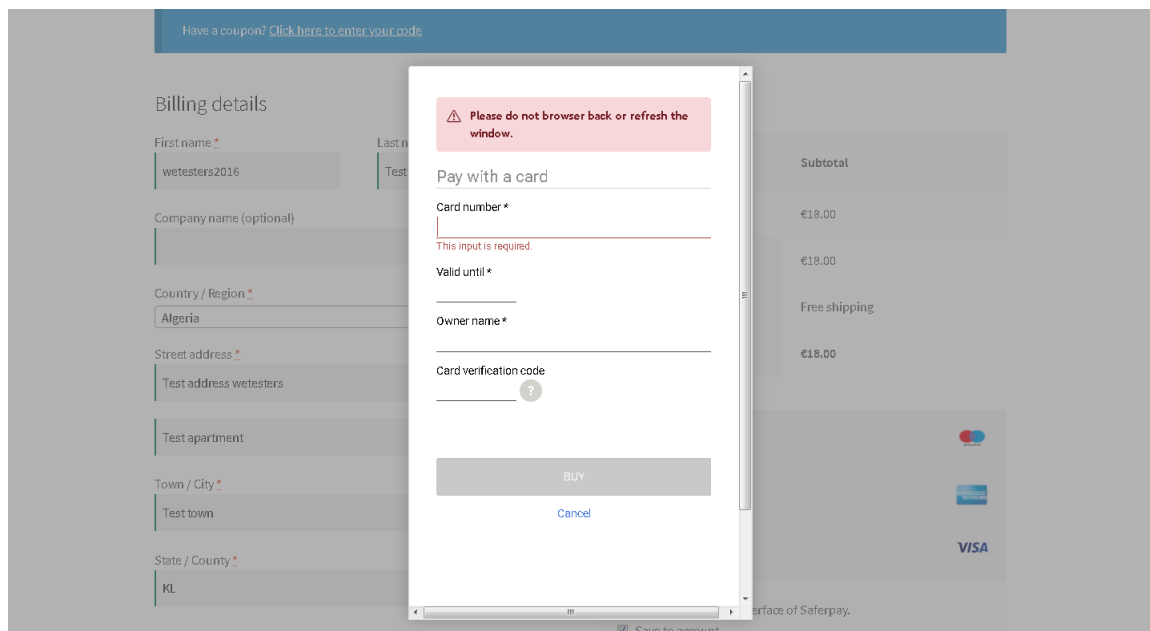 Have a coupon? Click here to enter your code
Billing details
First name *
Last n
wetesters2016
Test
Company name (optional)
Country / Region *
Algeria
Street address *
Test address wetesters
Test apartment
Town / City *
Test town
State / County *
KL
Please do not browser back or refresh the
window.
Pay with a card
Card number *
This input is required.
Valid until *
Owner name *
Card verification code
?
BUY
Cancel
Subtotal
€18.00
€18.00
Free shipping
€18.00
VISA
erface of Saferpay.
Save to account